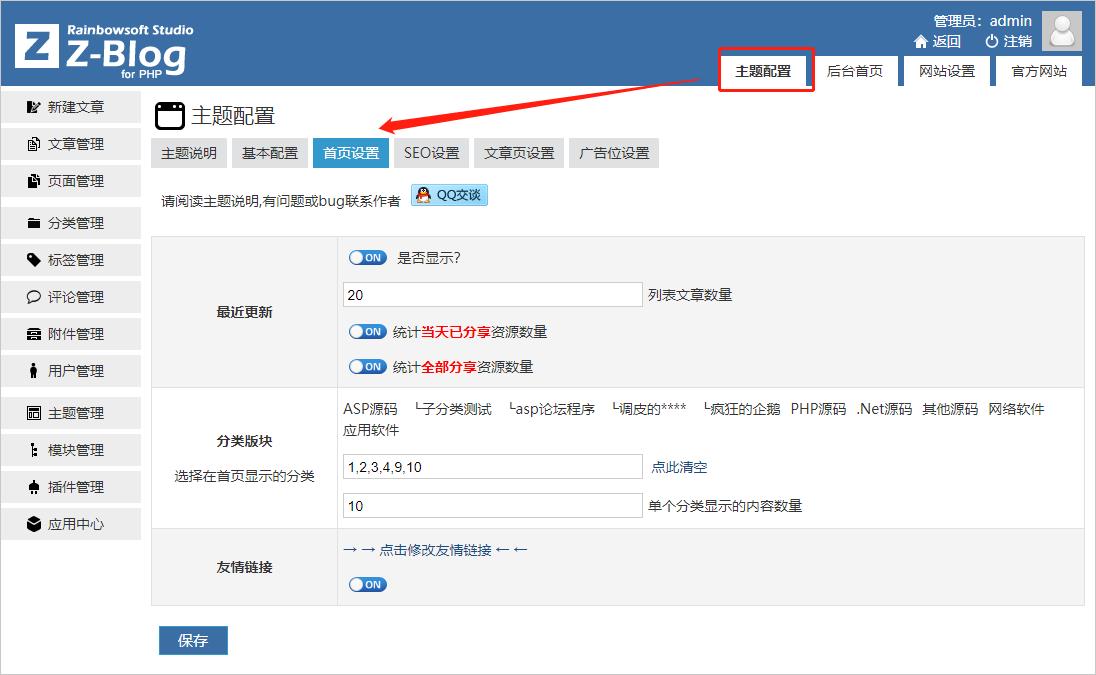 Rainbowsoft Studio
Z-Blog
for PHP
管理员：admin
返回 注销
主题配置 后台首页 网站设置 官方网站
新建文章
文章管理
页面管理
分类管理
标签管理
评论管理
附件管理
用户管理
主题管理
模块管理
插件管理
应用中心
主题配置
主题说明 基本配置 首页设置 SEO设置 文章页设置 广告位设置
请阅读主题说明,有问题或bug联系作者 QQ交谈
最近更新
ON 是否显示?
20 列表文章数量
ON 统计当天已分享资源数量
ON 统计全部分享资源数量
分类版块
选择在首页显示的分类
ASP源码 └子分类测试 └asp论坛程序 └调皮的**** └疯狂的企鹅 PHP源码 .Net源码 其他源码 网络软件
应用软件
1,2,3,4,9,10 点此清空
10 单个分类显示的内容数量
友情链接
→ → 点击修改友情链接 ← ←
ON
保存